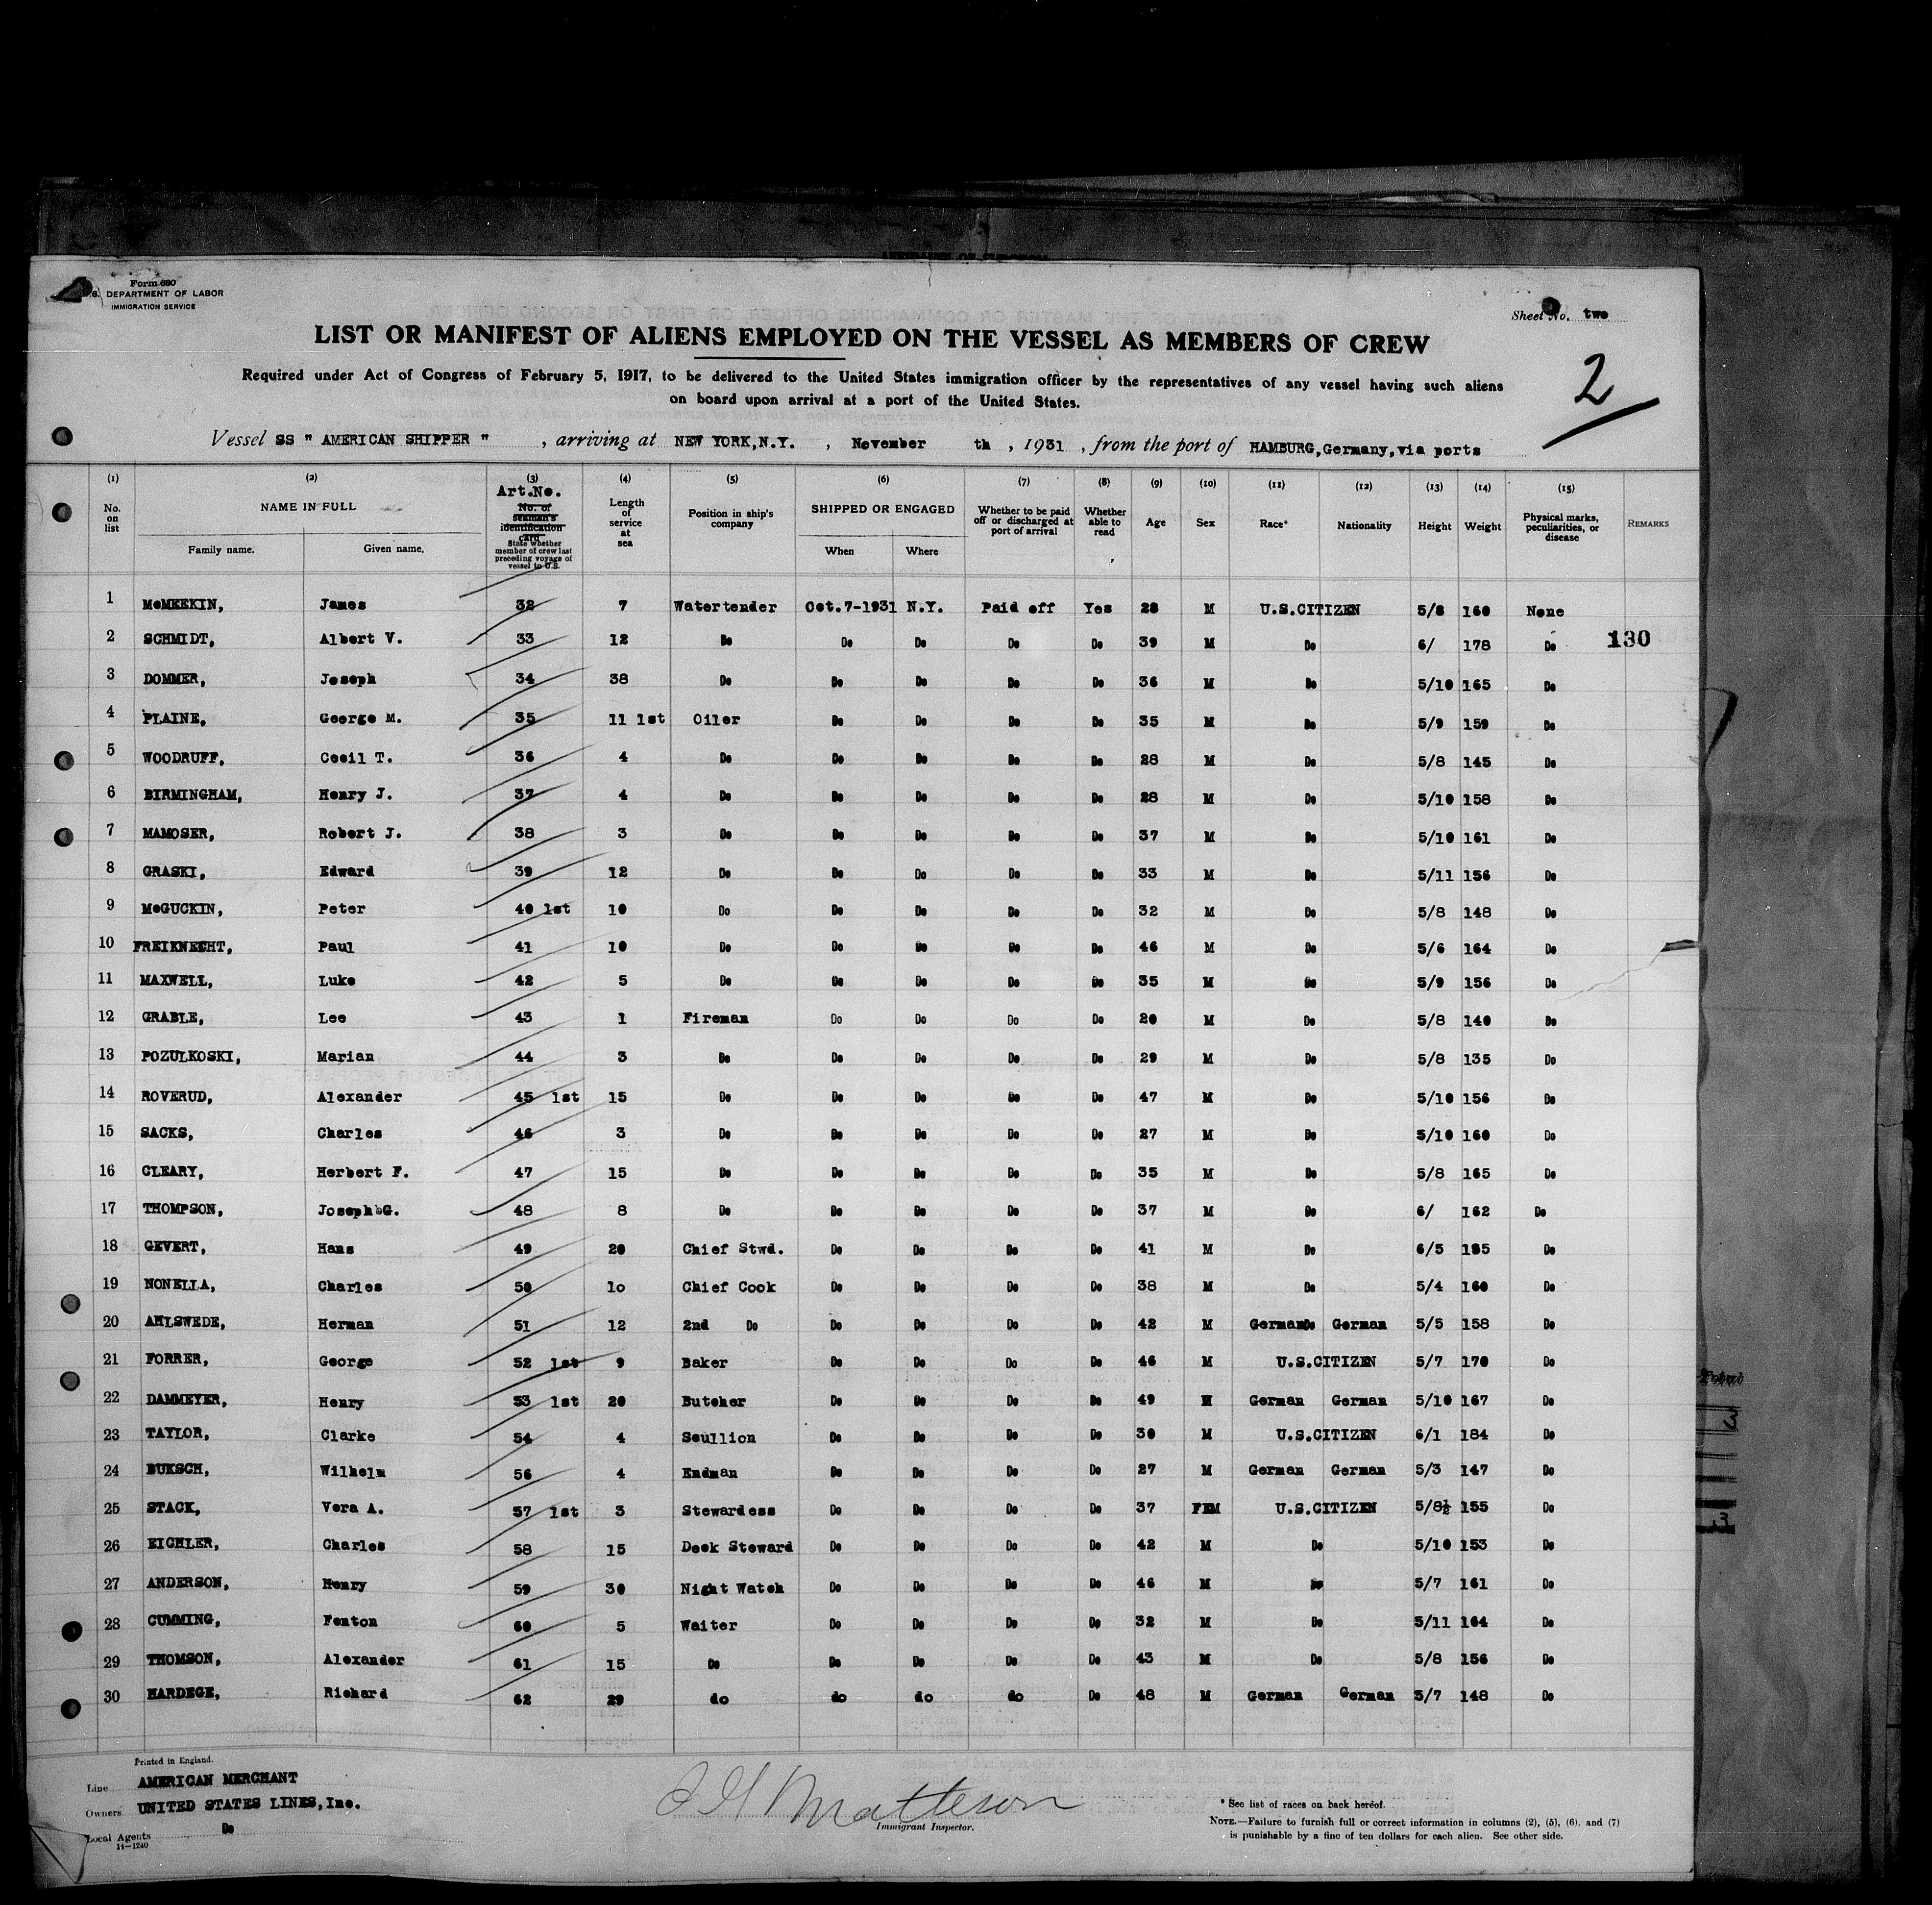 Form 680
DEPARTMENT OF LABOR
IMMIGRATION SERVICE
Sheet No. two
LIST OR MANIFEST OF ALIENS EMPLOYED ON THE VESSEL AS MEMBERS OF CREW
Required under Act of Congress of February 5, 1917, to be delivered to the United States immigration officer by the representatives of any vessel having such aliens
on board upon arrival at a port of the United States.
2
Vessel SS " AMERICAN SHIPPER " , arriving at NEW YORK,N.Y. , November th , 1931 , from the port of HAMBURG,Germany,via ports
(1) (2) (3) (4) (5) (6) (7) (8) (9) (10) (11) (12) (13) (14) (15)
No. on list NAME IN FULL Family name. Given name. Art.No. No. of seaman's identification card State whether member of crew last preceding voyage of vessel to U.S. Length of service at sea Position in ship's company SHIPPED OR ENGAGED When Where Whether to be paid off or discharged at port of arrival Whether able to read Age Sex Race* Nationality Height Weight Physical marks, peculiarities, or disease REMARKS
1 McMEEKIN, James 32 7 Watertender Oct.7-1931 N.Y. Paid off Yes 28 M U.S.CITIZEN 5/8 160 None
2 SCHMIDT, Albert V. 33 12 Do Do Do Do Do 39 M Do 6/ 178 Do 130
3 DOMMER, Joseph 34 38 Do Do Do Do Do 36 M Do 5/10 165 Do
4 PLAINE, George M. 35 11 1st Oiler Do Do Do Do 35 M Do 5/9 159 Do
5 WOODRUFF, Cecil T. 36 4 Do Do Do Do Do 28 M Do 5/8 145 Do
6 BIRMINGHAM, Henry J. 37 4 Do Do Do Do Do 28 M Do 5/10 158 Do
7 MAMOSER, Robert J. 38 3 Do Do Do Do Do 37 M Do 5/10 161 Do
8 GRASKI, Edward 39 12 Do Do Do Do Do 33 M Do 5/11 156 Do
9 McGUCKIN, Peter 40 1st 10 Do Do Do Do Do 32 M Do 5/8 148 Do
10 FREIKNECHT, Paul 41 10 Do Do Do Do Do 46 M Do 5/6 164 Do
11 MAXWELL, Luke 42 5 Do Do Do Do Do 35 M Do 5/9 156 Do
12 GRABLE, Lee 43 1 Fireman Do Do Do Do 20 M Do 5/8 140 Do
13 POZULKOSKI, Marian 44 3 Do Do Do Do Do 29 M Do 5/8 135 Do
14 ROVERUD, Alexander 45 1st 15 Do Do Do Do Do 47 M Do 5/10 156 Do
15 SACKS, Charles 46 3 Do Do Do Do Do 27 M Do 5/10 160 Do
16 CLEARY, Herbert F. 47 15 Do Do Do Do Do 35 M Do 5/8 165 Do
17 THOMPSON, Joseph G. 48 8 Do Do Do Do Do 37 M Do 6/ 162 Do
18 GEVERT, Hans 49 20 Chief Stwd. Do Do Do Do 41 M Do 6/5 185 Do
19 NONELLA, Charles 50 1o Chief Cook Do Do Do Do 38 M Do 5/4 160 Do
20 AHLSWEDE, Herman 51 12 2nd Do Do Do Do Do 42 M German German 5/5 158 Do
21 FORRER, George 52 1st 9 Baker Do Do Do Do 46 M U.S.CITIZEN 5/7 170 Do
22 DAMMEYER, Henry 53 1st 20 Butcher Do Do Do Do 49 M German German 5/10 167 Do
23 TAYLOR, Clarke 54 4 Scullion Do Do Do Do 30 M U.S.CITIZEN 6/1 184 Do
24 BUKSCH, Wilhelm 56 4 Endman Do Do Do Do 27 M German German 5/3 147 Do
25 STACK, Vera A. 57 1st 3 Stewardess Do Do Do Do 37 FEM U.S.CITIZEN 5/8½ 155 Do
26 EICHLER, Charles 58 15 Deck Steward Do Do Do Do 42 M Do 5/10 153 Do
27 ANDERSON, Henry 59 30 Night Watch Do Do Do Do 46 M Do 5/7 161 Do
28 CUMMING, Fenton 60 5 Waiter Do Do Do Do 32 M Do 5/11 164 Do
29 THOMSON, Alexander 61 15 Do Do Do Do Do 43 M Do 5/8 156 Do
30 HARDEGE, Richard 62 29 do do do do Do 48 M German German 5/7 148 Do
Printed in England.
Line AMERICAN MERCHANT
Owners UNITED STATES LINES,Inc.
Local Agents Do
14—1240
Matteson
Immigrant Inspector.
* See list of races on back hereof.
NOTE.—Failure to furnish full or correct information in columns (2), (5), (6), and (7)
is punishable by a fine of ten dollars for each alien. See other side.